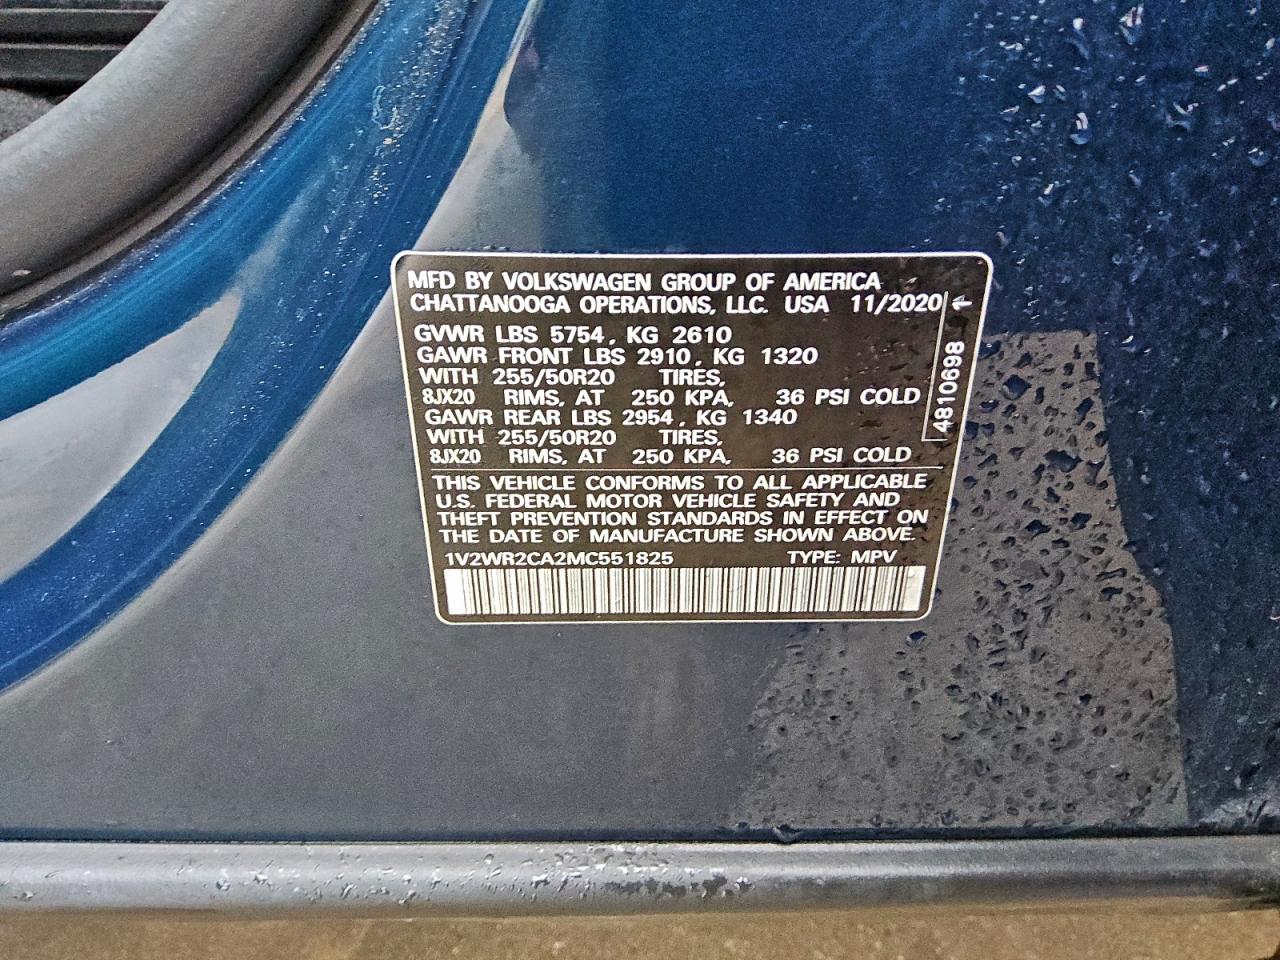 MFD BY VOLKSWAGEN GROUP OF AMERICA
CHATTANOOGA OPERATIONS, LLC. USA 11/2020
GVWR LBS 5754, KG 2610
GAWR FRONT LBS 2910, KG 1320
WITH 255/50R20 TIRES,
8JX20 RIMS, AT 250 KPA, 36 PSI COLD
GAWR REAR LBS 2954, KG 1340
WITH 255/50R20 TIRES,
8JX20 RIMS, AT 250 KPA, 36 PSI COLD
THIS VEHICLE CONFORMS TO ALL APPLICABLE
U.S. FEDERAL MOTOR VEHICLE SAFETY AND
THEFT PREVENTION STANDARDS IN EFFECT ON
THE DATE OF MANUFACTURE SHOWN ABOVE.
1V2WR2CA2MC551825 TYPE: MPV
4810698 1